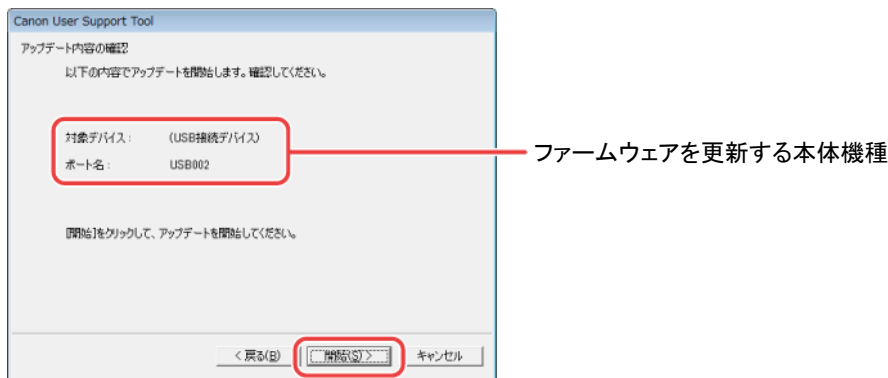 Canon User Support Tool
アップデート内容の確認
以下の内容でアップデートを開始します。確認してください。
対象デバイス: (USB接続デバイス)
ポート名: USB002
ファームウェアを更新する本体機種
[開始]をクリックして、アップデートを開始してください。
< 戻る(B) 開始(S) > キャンセル